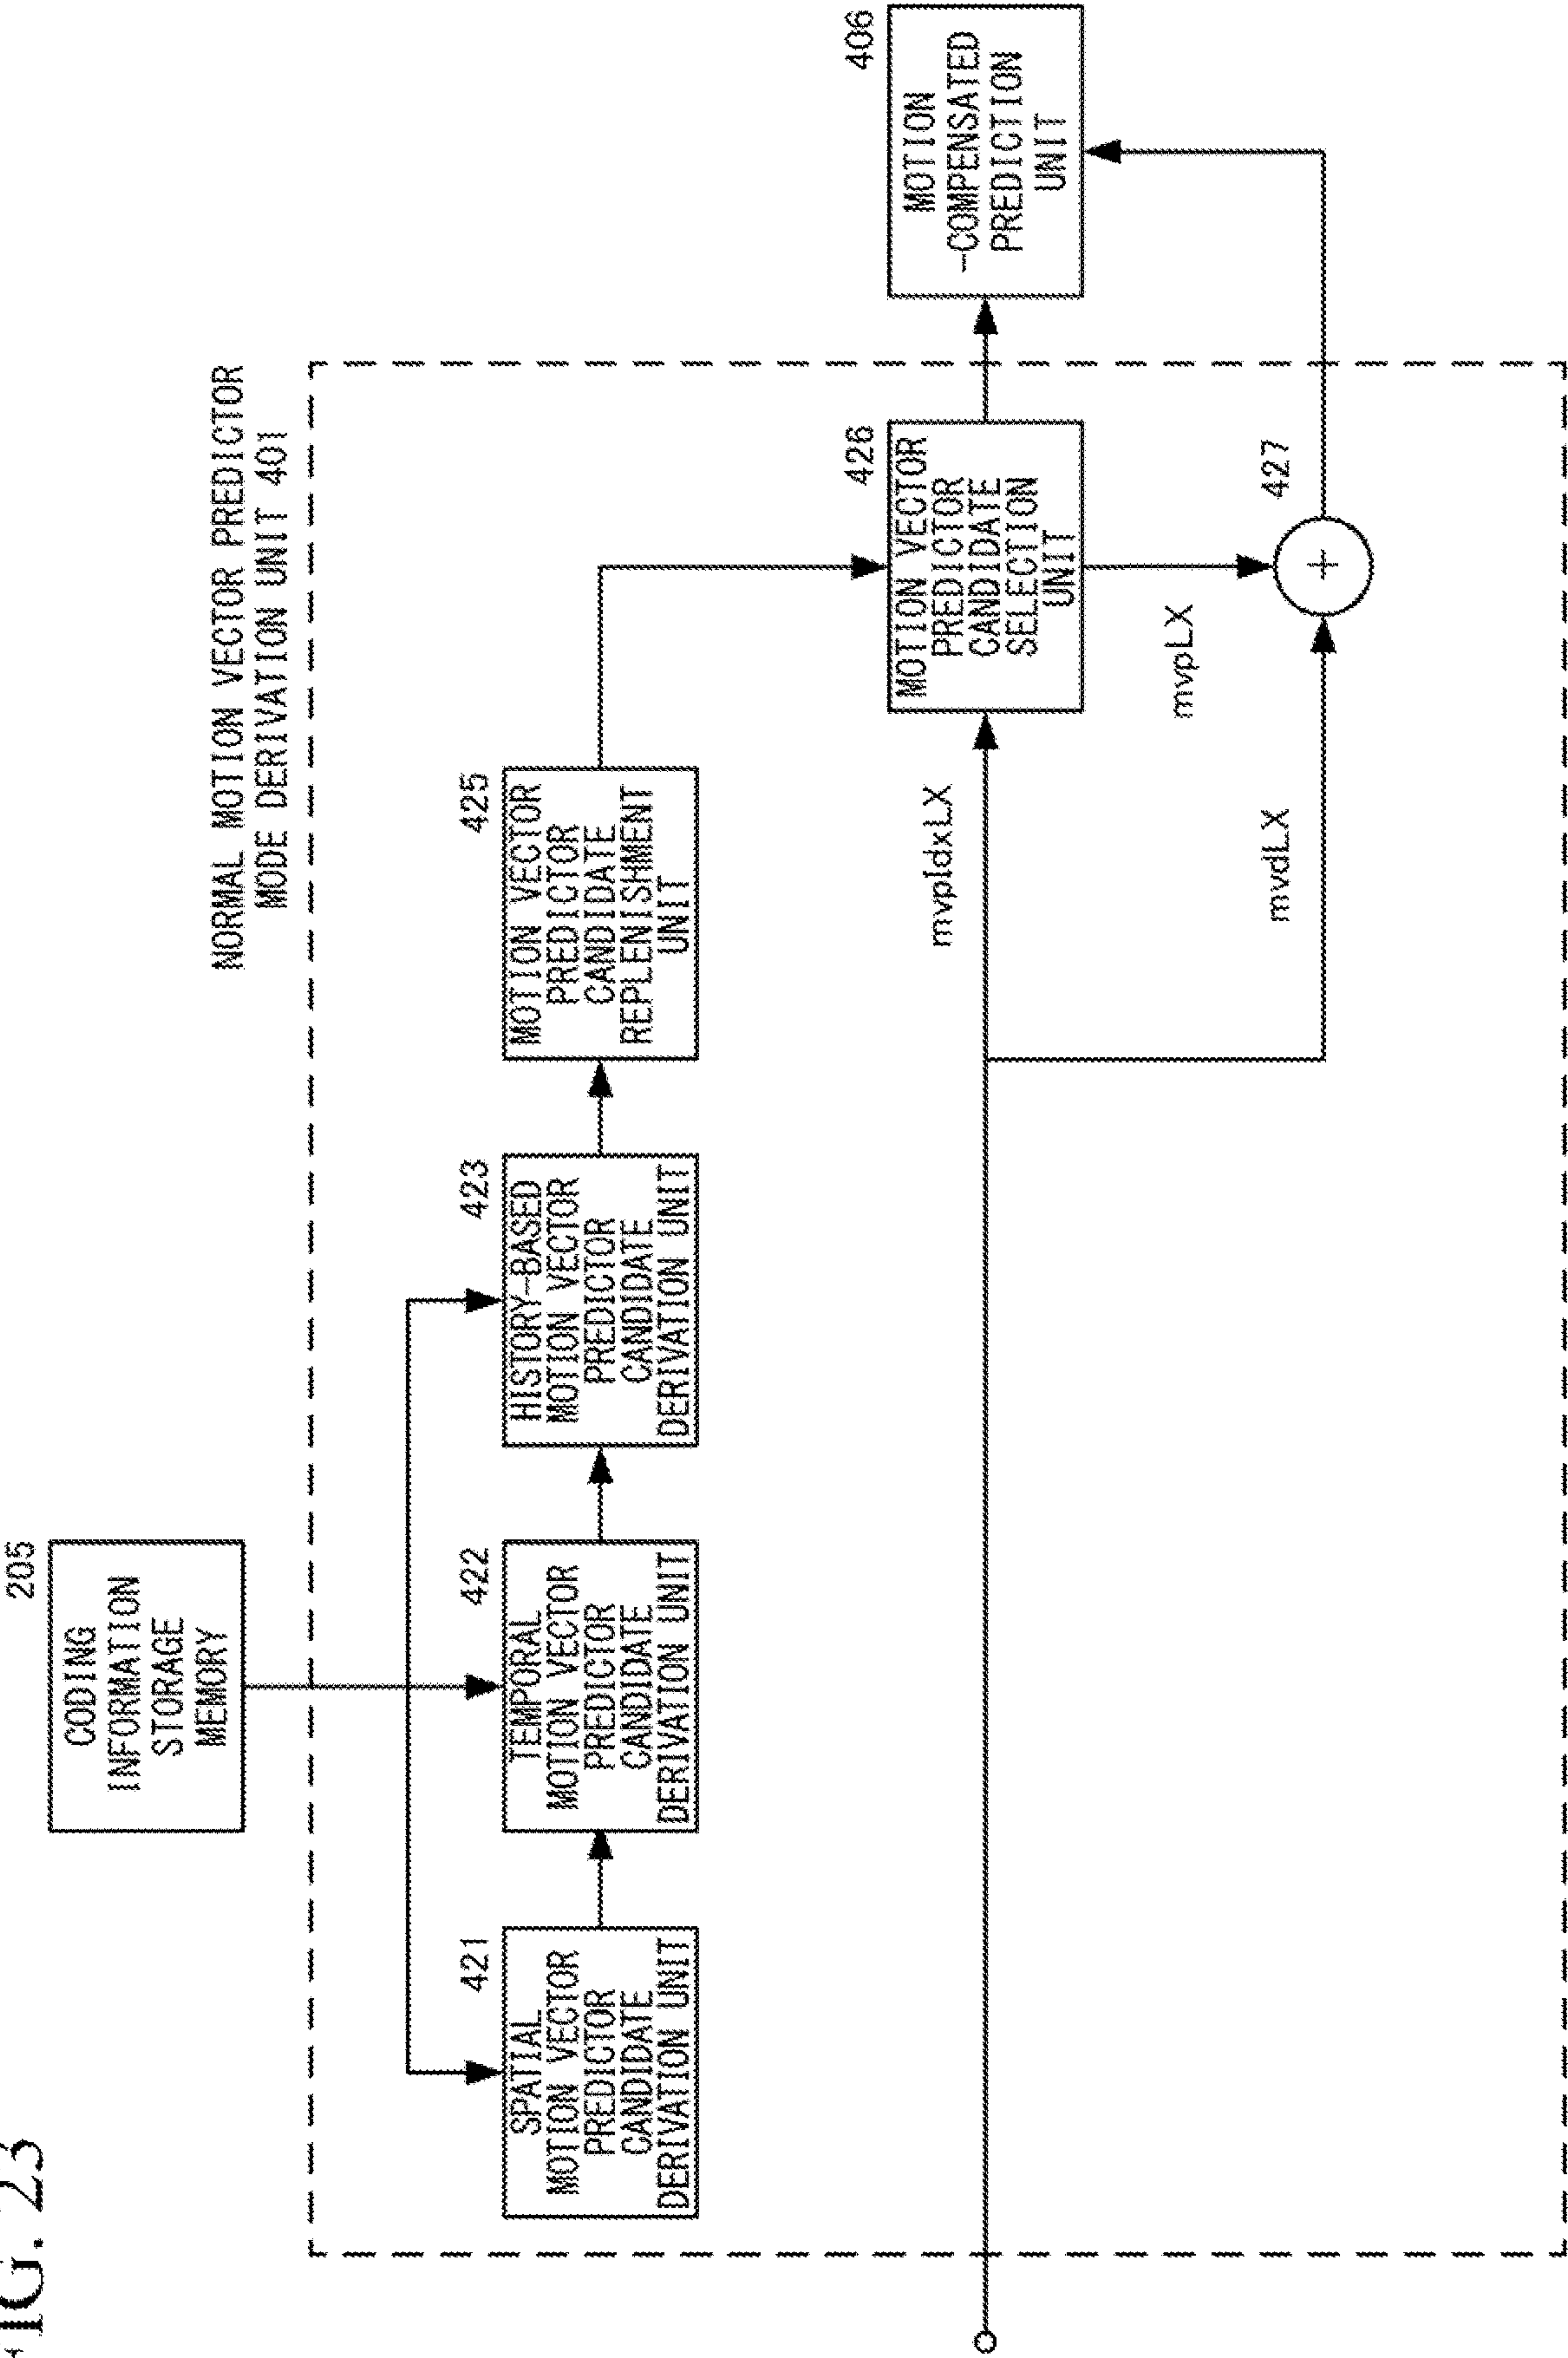 FIG. 23
205
CODING
INFORMATION
STORAGE
MEMORY
NORMAL MOTION VECTOR PREDICTOR
MODE DERIVATION UNIT 401
421
SPATIAL
MOTION VECTOR
PREDICTOR
CANDIDATE
DERIVATION UNIT
422
TEMPORAL
MOTION VECTOR
PREDICTOR
CANDIDATE
DERIVATION UNIT
423
HISTORY-BASED
MOTION VECTOR
PREDICTOR
CANDIDATE
DERIVATION UNIT
425
MOTION VECTOR
PREDICTOR
CANDIDATE
REPLENISHMENT
UNIT
426
MOTION VECTOR
PREDICTOR
CANDIDATE
SELECTION
UNIT
406
MOTION
-COMPENSATED
PREDICTION
UNIT
mvpIdxLX
mvpLX
mvdLX
427
+